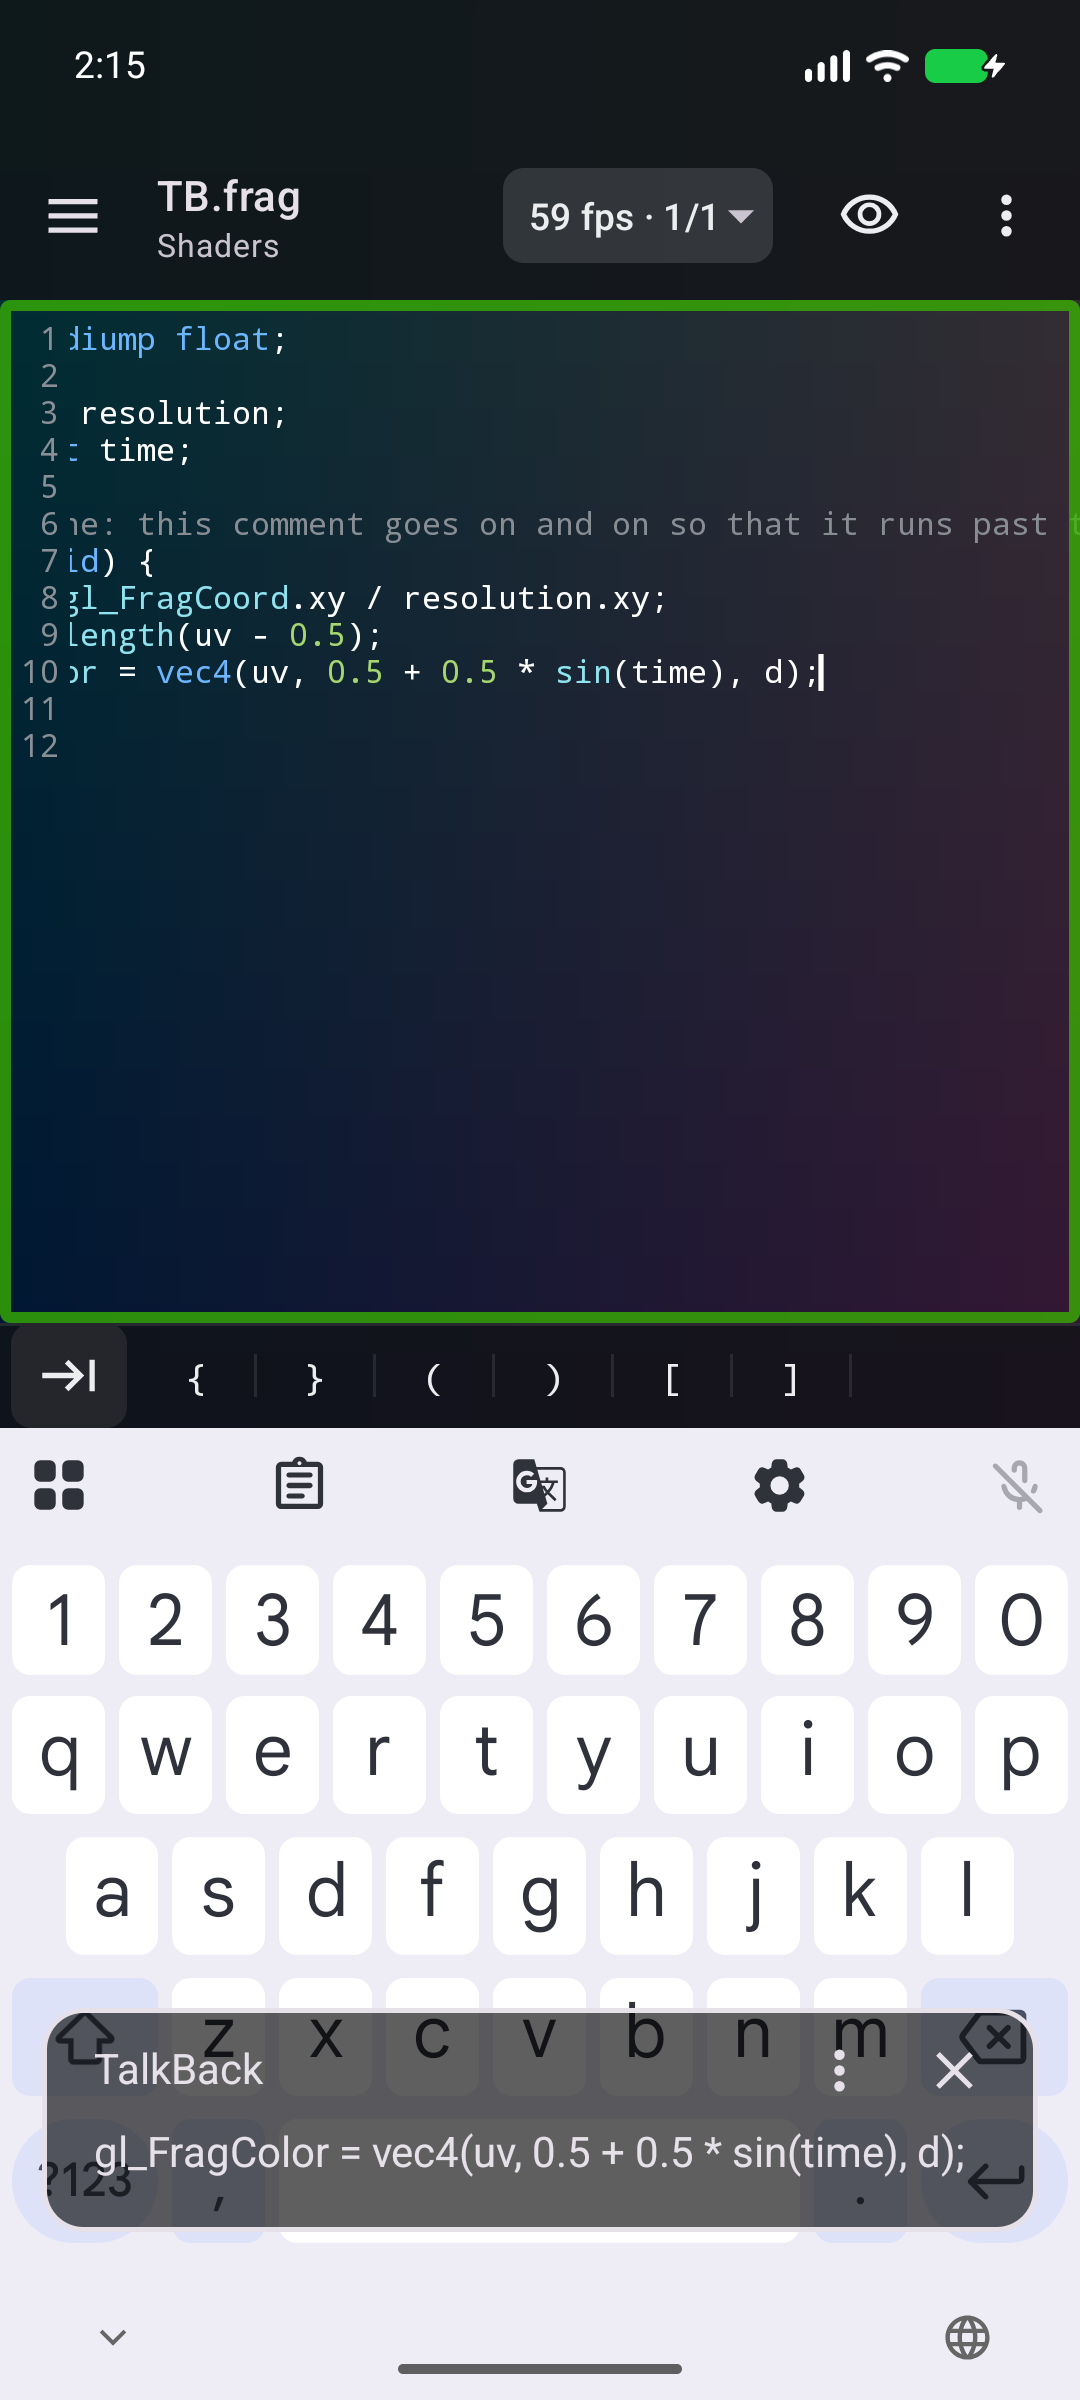 2:15
TB.frag
Shaders
59 fps · 1/1
1 diump float;
2
3 resolution;
4 t time;
5
6 ne: this comment goes on and on so that it runs past t
7 id) {
8 gl_FragCoord.xy / resolution.xy;
9 length(uv - 0.5);
10 or = vec4(uv, 0.5 + 0.5 * sin(time), d);
11
12
{ } ( ) [ ]
1 2 3 4 5 6 7 8 9 0
q w e r t y u i o p
a s d f g h j k l
z x c v b n m
TalkBack
gl_FragColor = vec4(uv, 0.5 + 0.5 * sin(time), d);
?123 , .